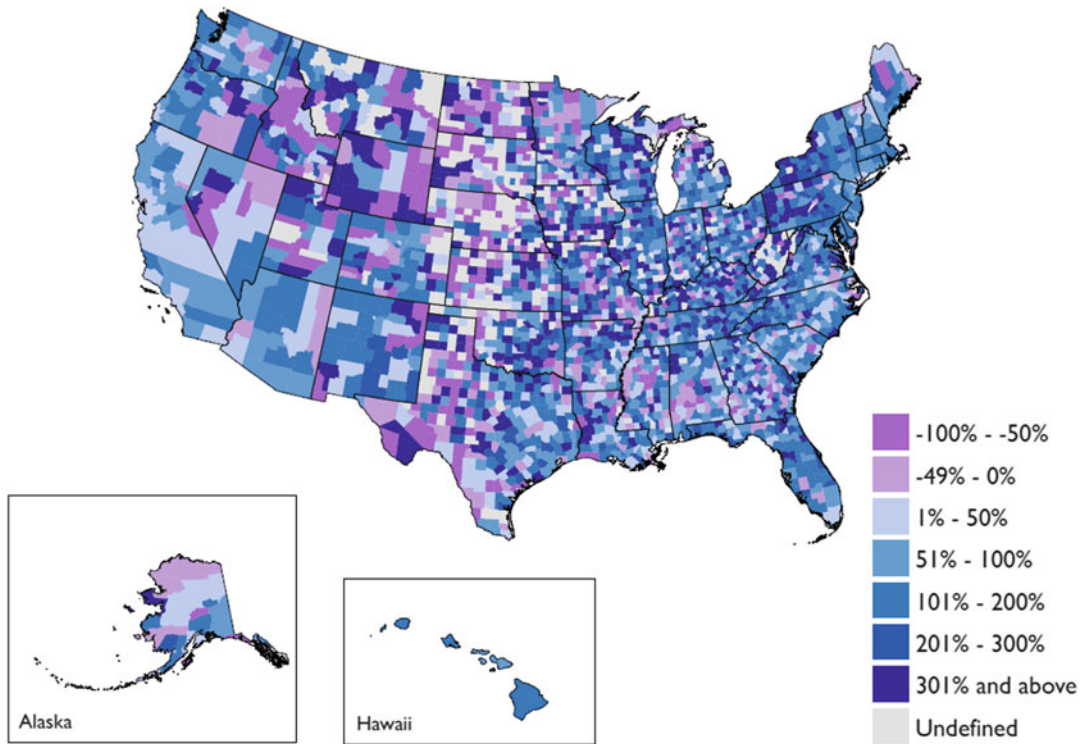 -100% - -50%
-49% - 0%
1% - 50%
51% - 100%
101% - 200%
201% - 300%
301% and above
Undefined
Alaska
Hawaii